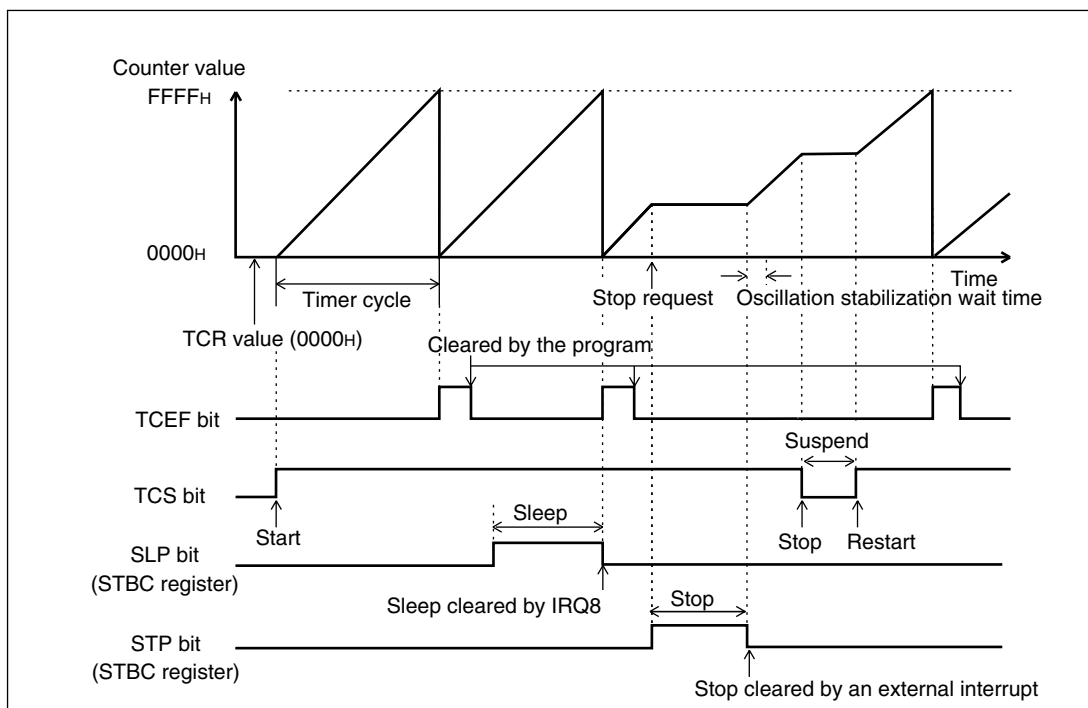 Counter value
FFFFH
0000H
Time
Timer cycle
Stop request
Oscillation stabilization wait time
TCR value (0000H)
Cleared by the program
TCEF bit
Suspend
TCS bit
Start
Sleep
Stop
Restart
SLP bit
(STBC register)
Sleep cleared by IRQ8
Stop
STP bit
(STBC register)
Stop cleared by an external interrupt